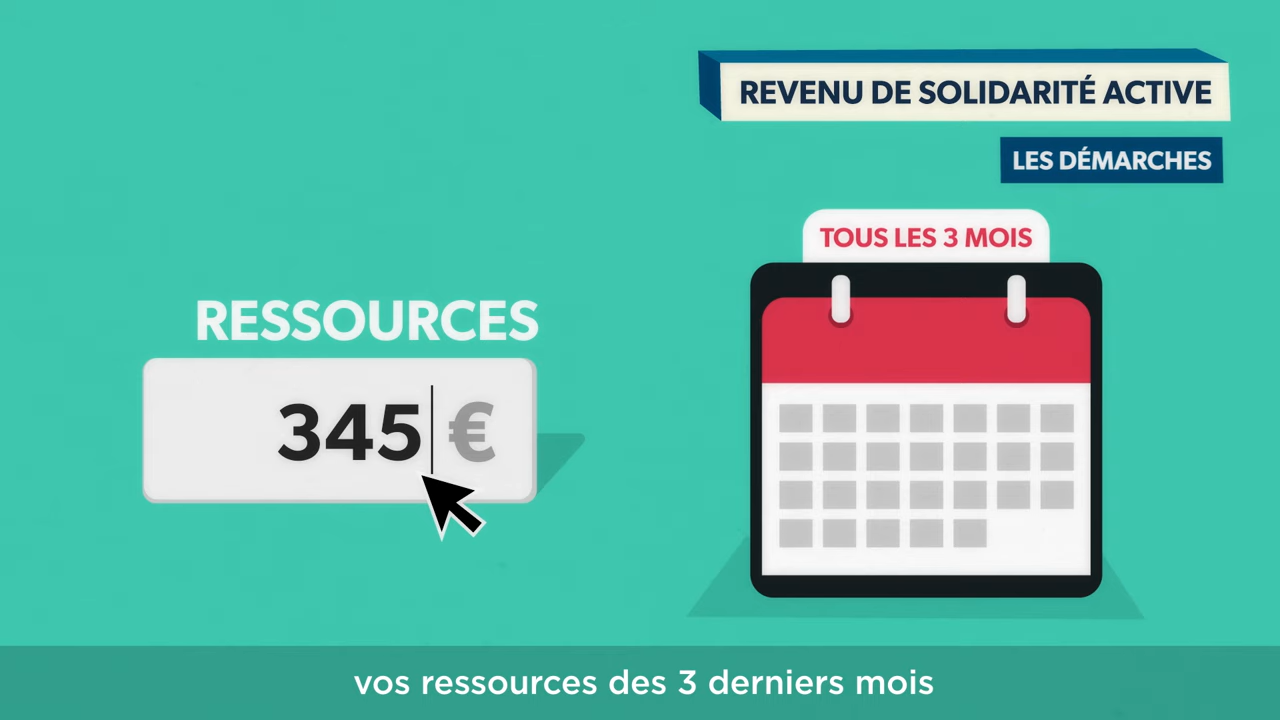 REVENU DE SOLIDARITÉ ACTIVE
LES DÉMARCHES
TOUS LES 3 MOIS
RESSOURCES
345 €
vos ressources des 3 derniers mois